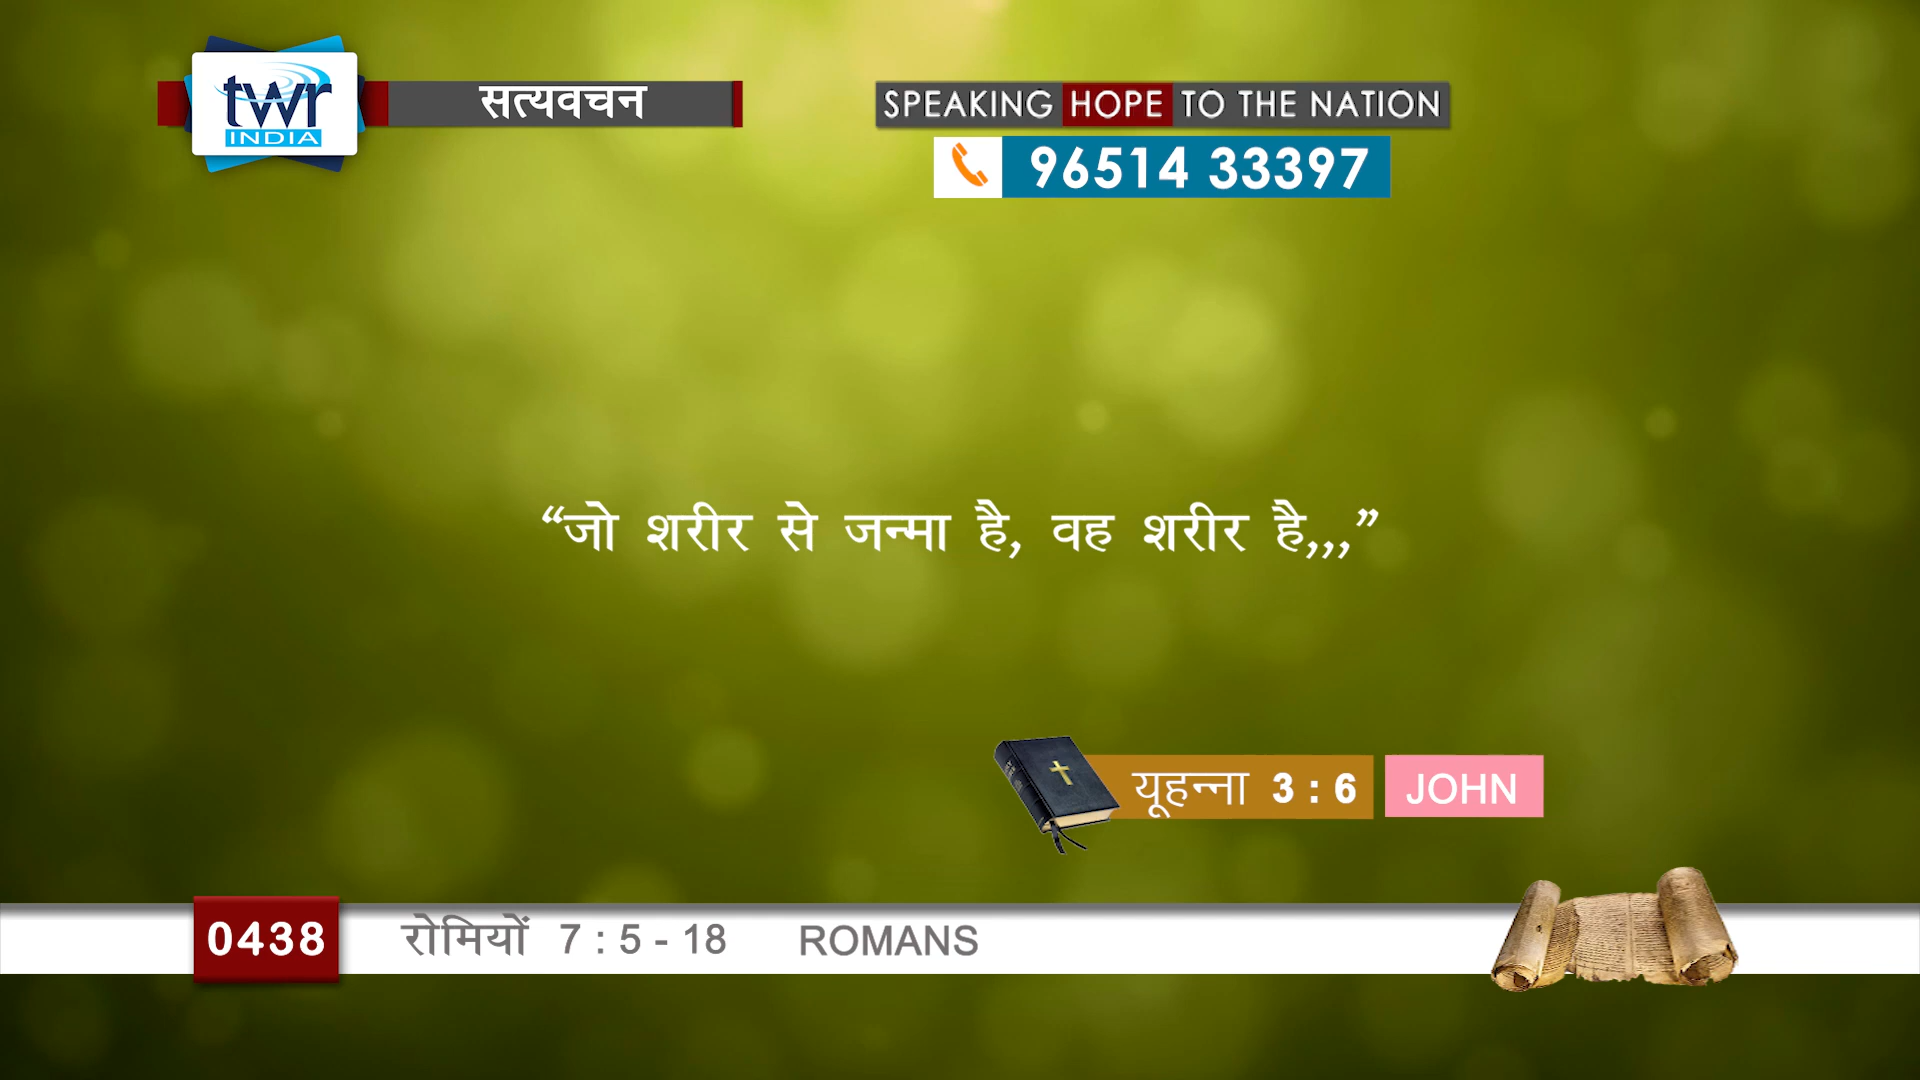 twr
INDIA
सत्यवचन
SPEAKING HOPE TO THE NATION
96514 33397
“जो शरीर से जन्मा है, वह शरीर है,,,”
यूहन्ना 3 : 6 JOHN
0438 रोमियों 7 : 5 - 18 ROMANS